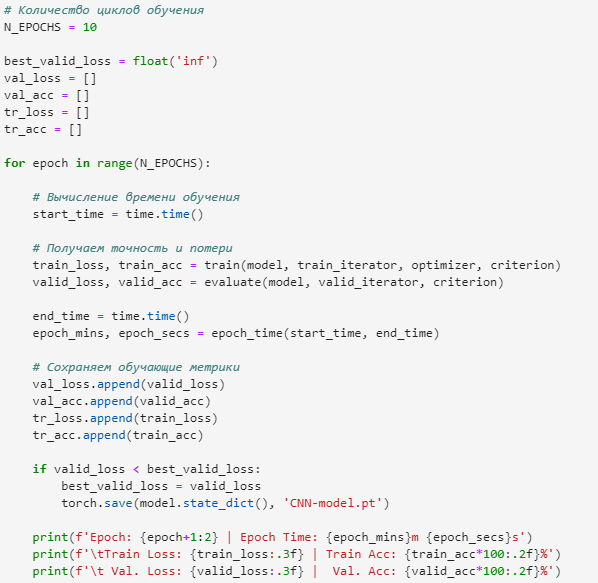 # Количество циклов обучения
N_EPOCHS = 10
best_valid_loss = float('inf')
val_loss = []
val_acc = []
tr_loss = []
tr_acc = []
for epoch in range(N_EPOCHS):
    # Вычисление времени обучения
    start_time = time.time()
    # Получаем точность и потери
    train_loss, train_acc = train(model, train_iterator, optimizer, criterion)
    valid_loss, valid_acc = evaluate(model, valid_iterator, criterion)
    end_time = time.time()
    epoch_mins, epoch_secs = epoch_time(start_time, end_time)
    # Сохраняем обучающие метрики
    val_loss.append(valid_loss)
    val_acc.append(valid_acc)
    tr_loss.append(train_loss)
    tr_acc.append(train_acc)
    if valid_loss < best_valid_loss:
        best_valid_loss = valid_loss
        torch.save(model.state_dict(), 'CNN-model.pt')
    print(f'Epoch: {epoch+1:2} | Epoch Time: {epoch_mins}m {epoch_secs}s')
    print(f'\tTrain Loss: {train_loss:.3f} | Train Acc: {train_acc*100:.2f}%')
    print(f'\t Val. Loss: {valid_loss:.3f} |  Val. Acc: {valid_acc*100:.2f}%')